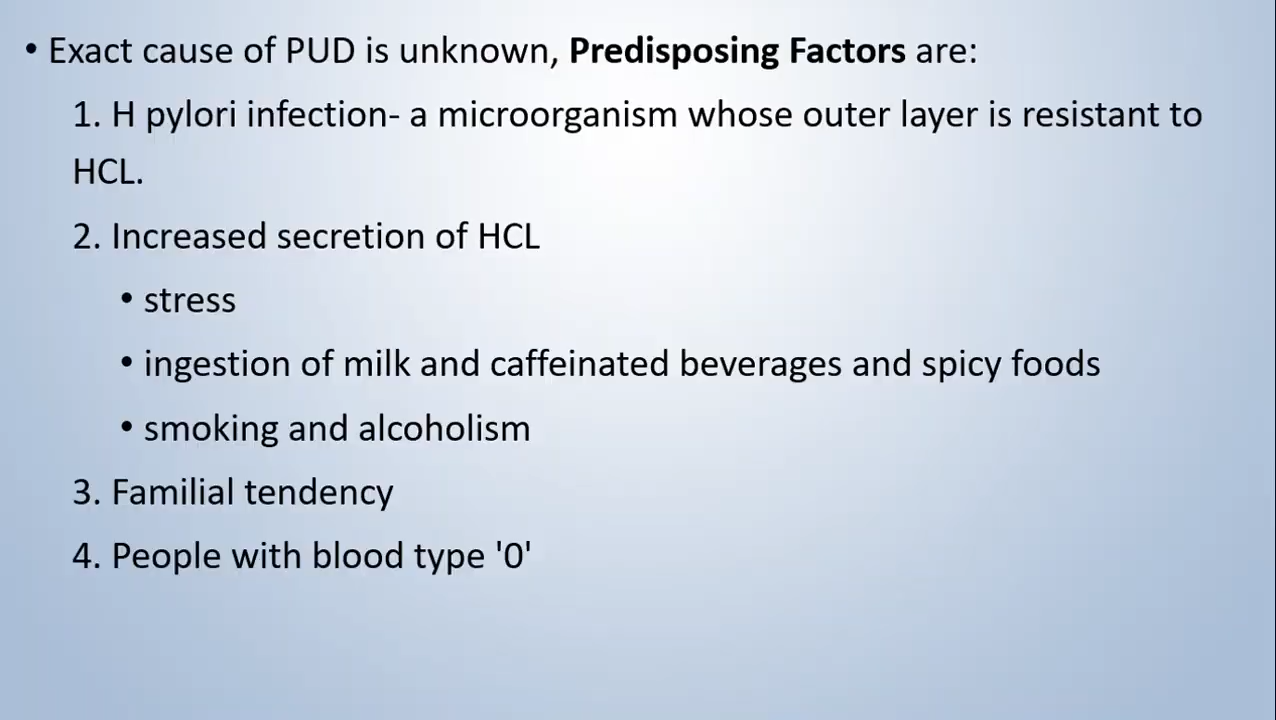 • Exact cause of PUD is unknown, Predisposing Factors are:
1. H pylori infection- a microorganism whose outer layer is resistant to
HCL.
2. Increased secretion of HCL
• stress
• ingestion of milk and caffeinated beverages and spicy foods
• smoking and alcoholism
3. Familial tendency
4. People with blood type '0'